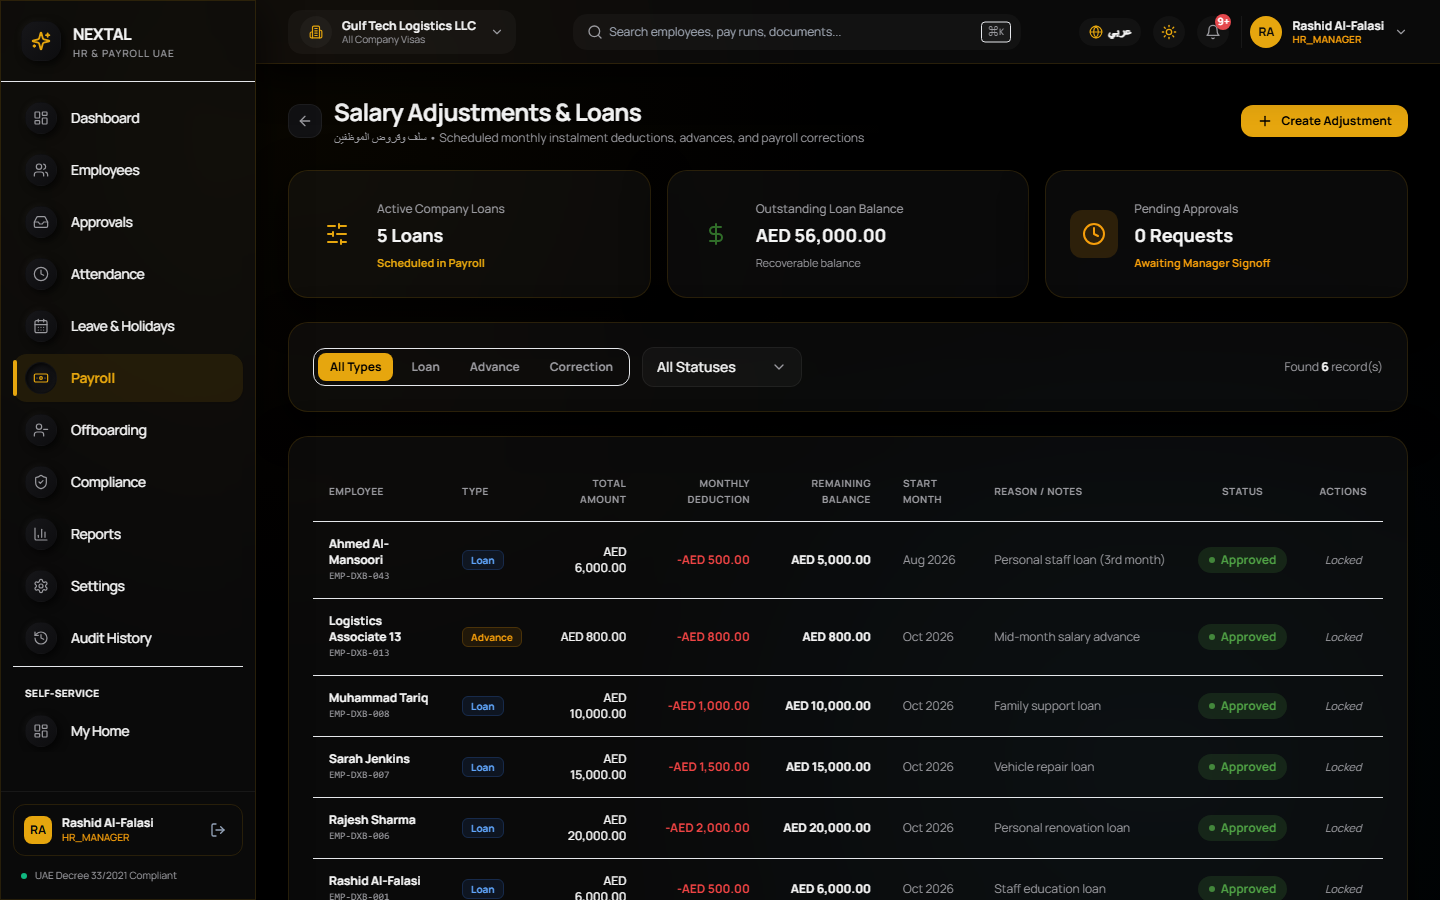 NEXTAL
HR & PAYROLL UAE
Dashboard
Employees
Approvals
Attendance
Leave & Holidays
Payroll
Offboarding
Compliance
Reports
Settings
Audit History
SELF-SERVICE
My Home
RA
Rashid Al-Falasi
HR_MANAGER
UAE Decree 33/2021 Compliant
Gulf Tech Logistics LLC
All Company Visas
Search employees, pay runs, documents...
⌘K
عربي
9+
RA
Rashid Al-Falasi
HR_MANAGER
Salary Adjustments & Loans
سلف وقروض الموظفين • Scheduled monthly instalment deductions, advances, and payroll corrections
Create Adjustment
Active Company Loans
5 Loans
Scheduled in Payroll
Outstanding Loan Balance
AED 56,000.00
Recoverable balance
Pending Approvals
0 Requests
Awaiting Manager Signoff
All Types
Loan
Advance
Correction
All Statuses
Found 6 record(s)
EMPLOYEE
TYPE
TOTAL
AMOUNT
MONTHLY
DEDUCTION
REMAINING
BALANCE
START
MONTH
REASON / NOTES
STATUS
ACTIONS
Ahmed Al-
Mansoori
EMP-DXB-043
Loan
AED
6,000.00
-AED 500.00
AED 5,000.00
Aug 2026
Personal staff loan (3rd month)
Approved
Locked
Logistics
Associate 13
EMP-DXB-013
Advance
AED 800.00
-AED 800.00
AED 800.00
Oct 2026
Mid-month salary advance
Approved
Locked
Muhammad Tariq
EMP-DXB-008
Loan
AED
10,000.00
-AED 1,000.00
AED 10,000.00
Oct 2026
Family support loan
Approved
Locked
Sarah Jenkins
EMP-DXB-007
Loan
AED
15,000.00
-AED 1,500.00
AED 15,000.00
Oct 2026
Vehicle repair loan
Approved
Locked
Rajesh Sharma
EMP-DXB-006
Loan
AED
20,000.00
-AED 2,000.00
AED 20,000.00
Oct 2026
Personal renovation loan
Approved
Locked
Rashid Al-Falasi
EMP-DXB-001
Loan
AED
6,000.00
-AED 500.00
AED 6,000.00
Oct 2026
Staff education loan
Approved
Locked